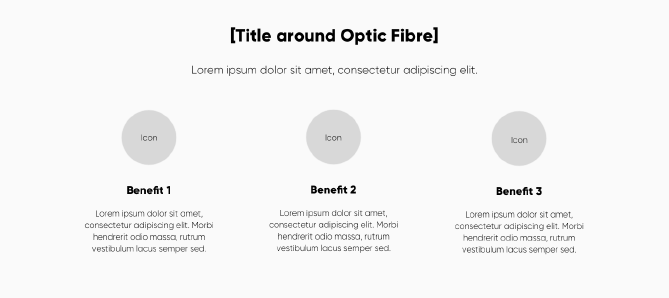 [Title around Optic Fibre]
Lorem ipsum dolor sit amet, consectetur adipiscing elit.
Icon
Icon
Icon
Benefit 1
Benefit 2
Benefit 3
Lorem ipsum dolor sit amet,
consectetur adipiscing elit. Morbi
hendrerit odio massa, rutrum
vestibulum lacus semper sed.
Lorem ipsum dolor sit amet,
consectetur adipiscing elit. Morbi
hendrerit odio massa, rutrum
vestibulum lacus semper sed.
Lorem ipsum dolor sit amet,
consectetur adipiscing elit. Morbi
hendrerit odio massa, rutrum
vestibulum lacus semper sed.